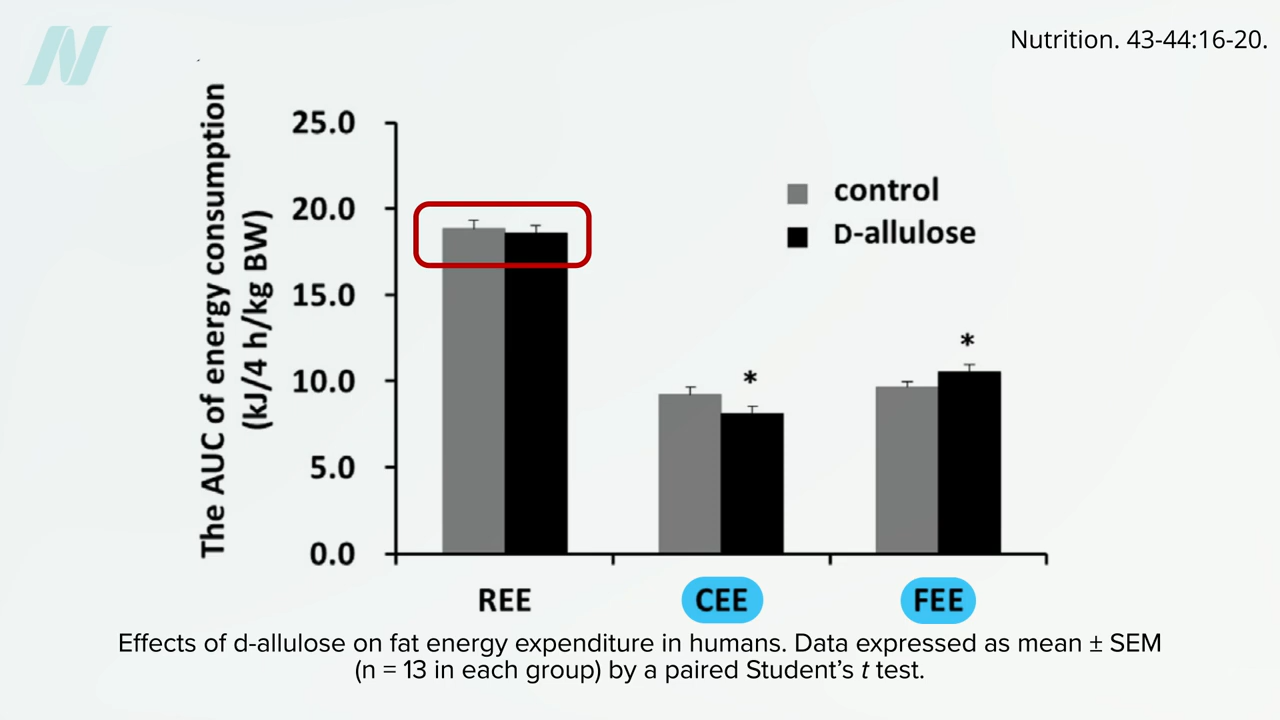 Nutrition. 43-44:16-20.
The AUC of energy consumption
(kJ/4 h/kg BW)
25.0
20.0
15.0
10.0
5.0
0.0
control
D-allulose
*
*
REE
CEE
FEE
Effects of d-allulose on fat energy expenditure in humans. Data expressed as mean ± SEM
(n = 13 in each group) by a paired Student’s t test.